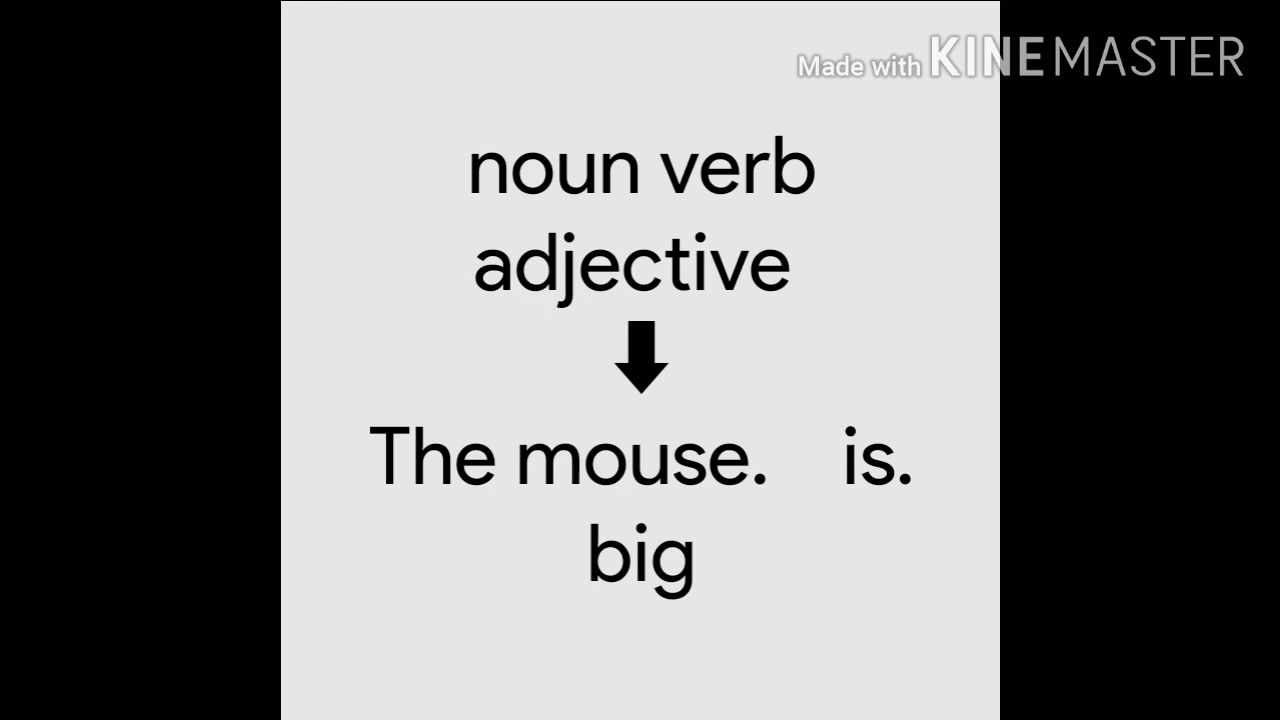 Made with KINEMASTER
noun verb
adjective
The mouse. is.
big